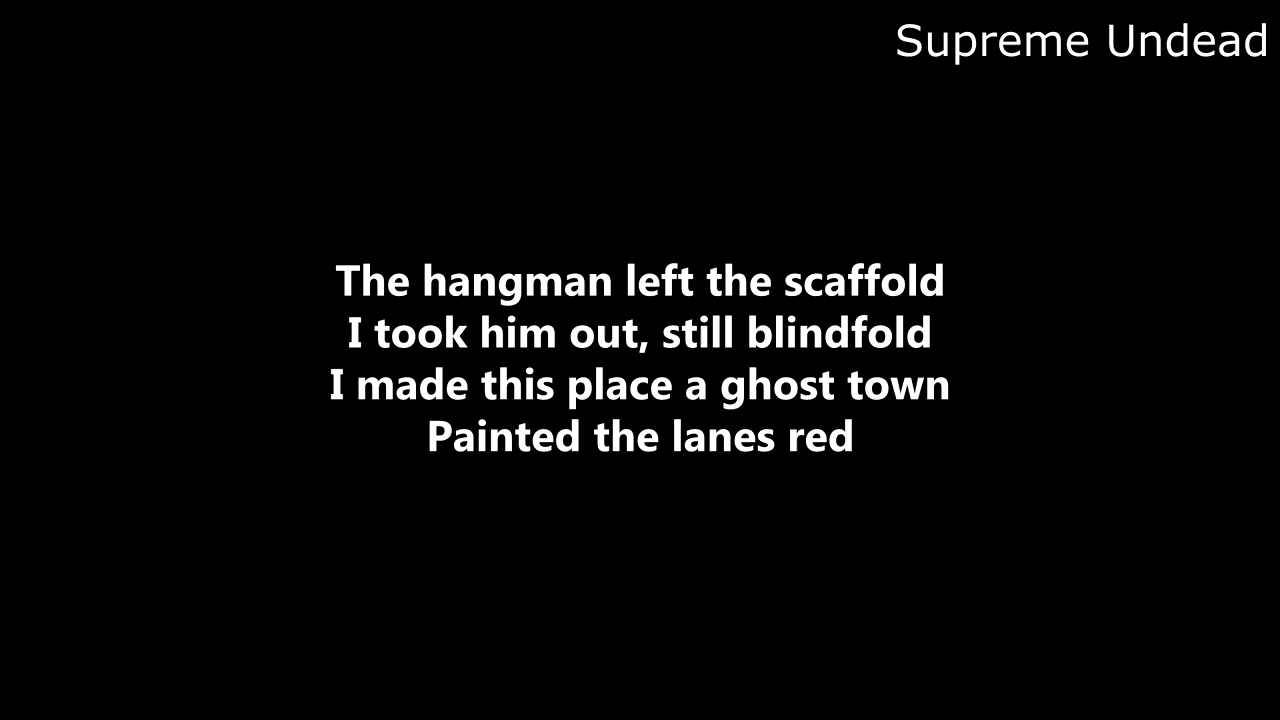 Supreme Undead
The hangman left the scaffold
I took him out, still blindfold
I made this place a ghost town
Painted the lanes red